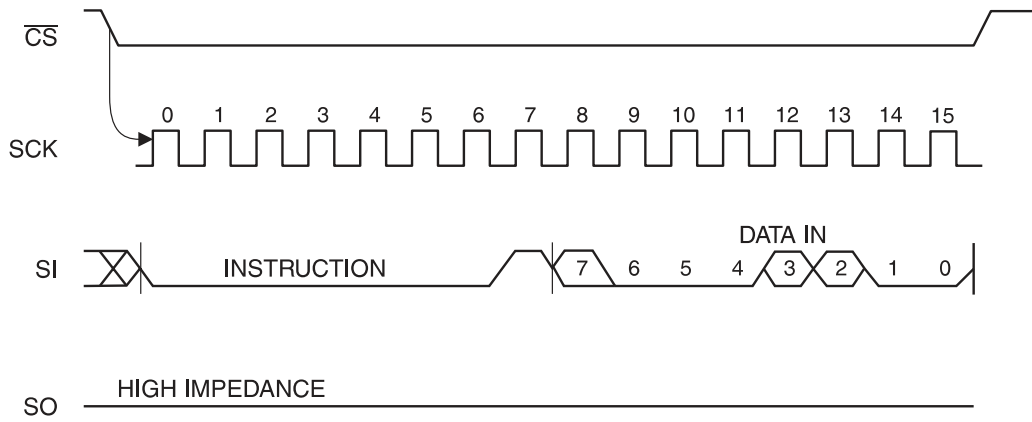 CS
0 1 2 3 4 5 6 7 8 9 10 11 12 13 14 15
SCK
DATA IN
SI
INSTRUCTION
7 6 5 4 3 2 1 0
HIGH IMPEDANCE
SO